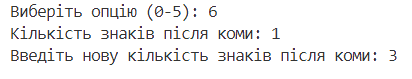 Виберіть опцію (0-5): 6
Кількість знаків після коми: 1
Введіть нову кількість знаків після коми: 3